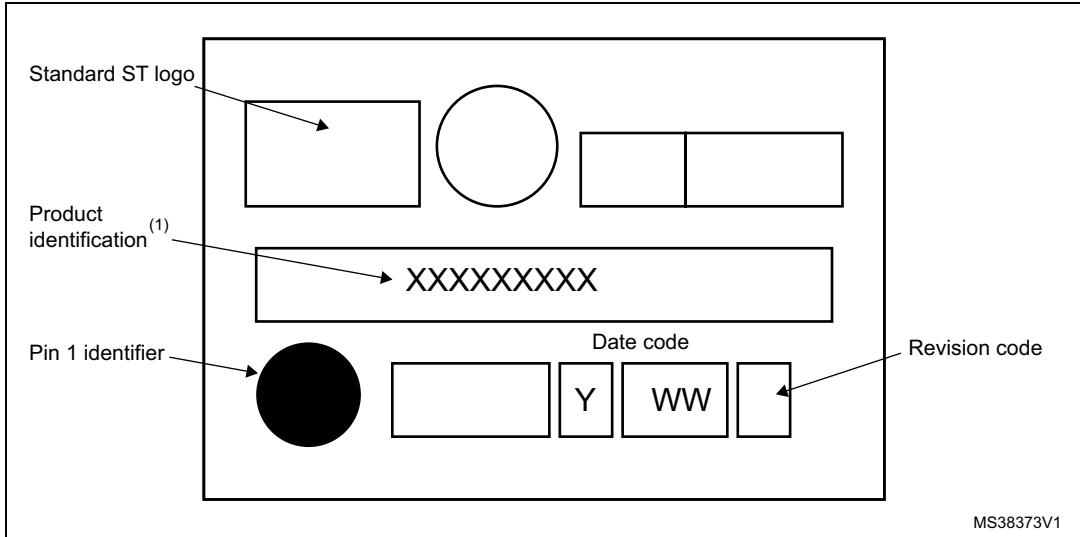 Standard ST logo
Product
identification(1)
XXXXXXXXX
Date code
Pin 1 identifier
Revision code
Y
WW
MS38373V1